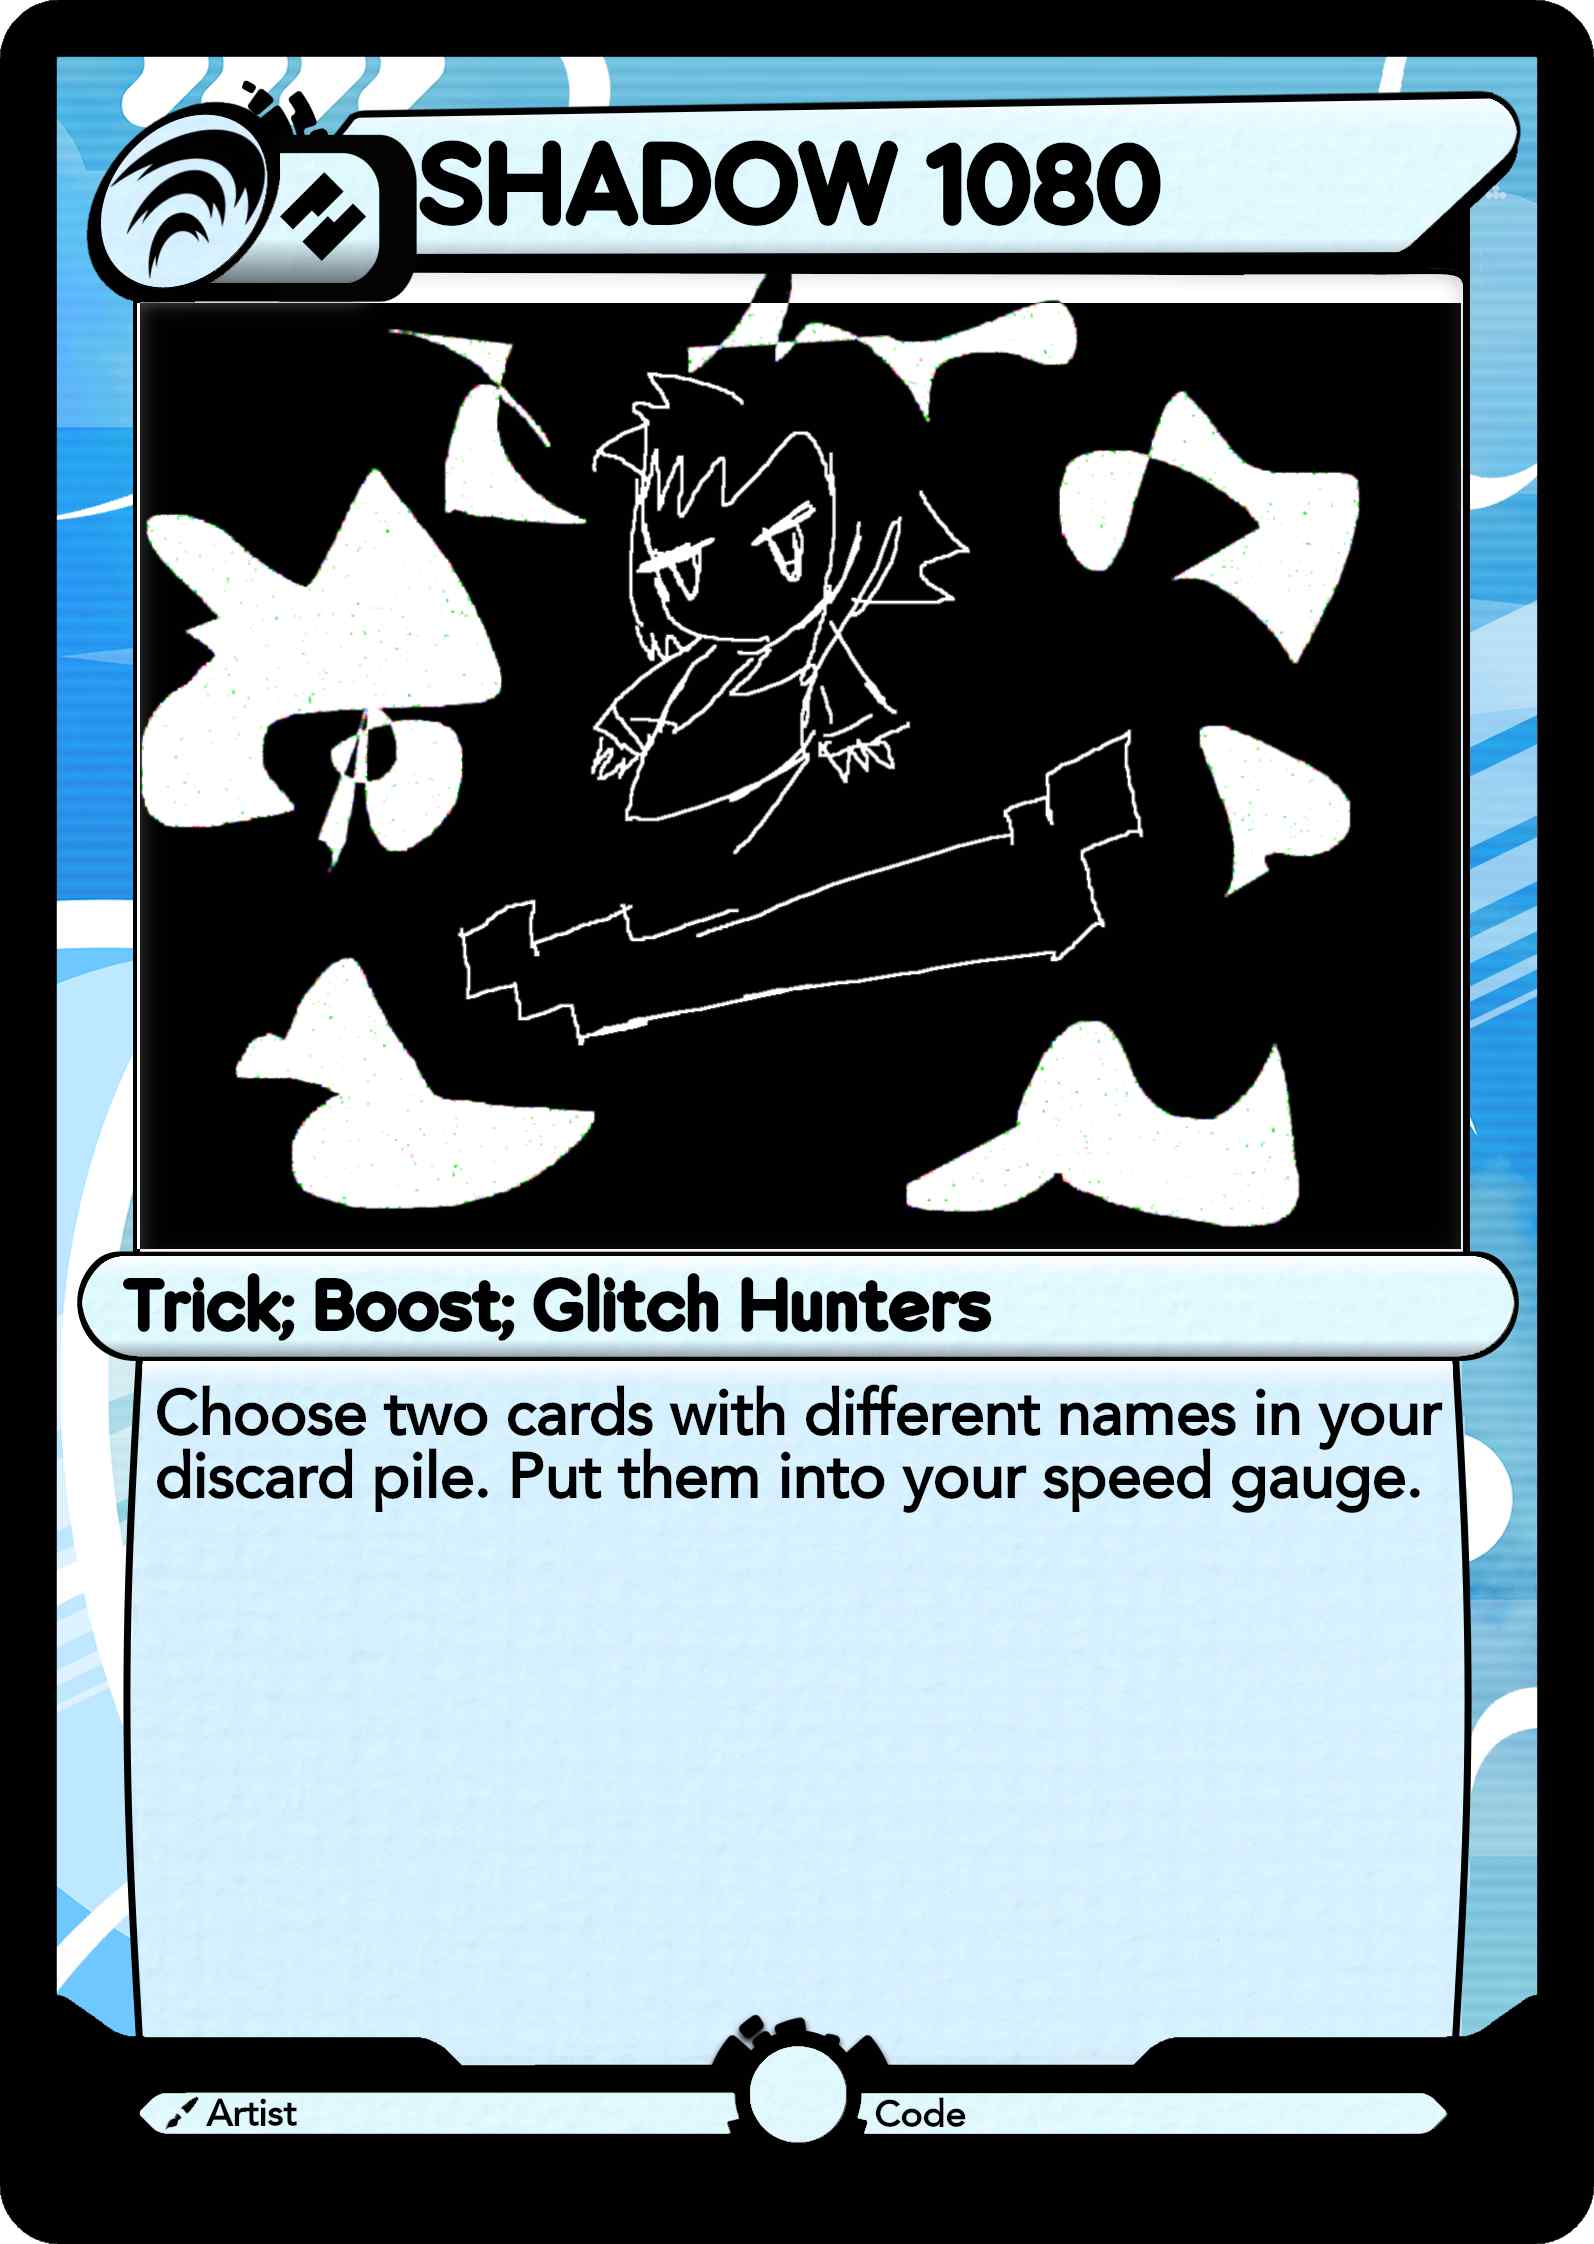 SHADOW 1080
Trick; Boost; Glitch Hunters
Choose two cards with different names in your
discard pile. Put them into your speed gauge.
Artist
Code